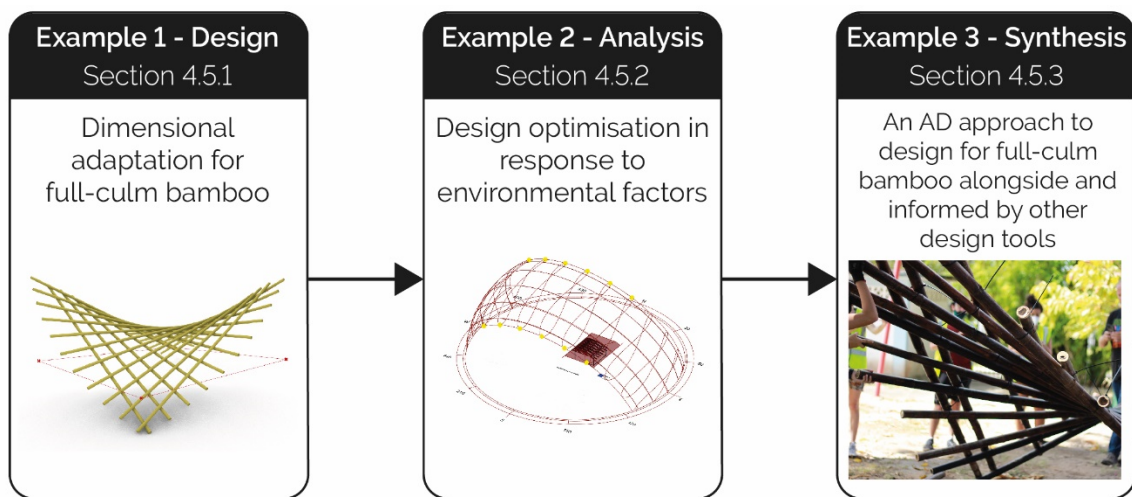 Example 1 - Design
Section 4.5.1
Dimensional
adaptation for
full-culm bamboo
Example 2 - Analysis
Section 4.5.2
Design optimisation in
response to
environmental factors
Example 3 - Synthesis
Section 4.5.3
An AD approach to
design for full-culm
bamboo alongside and
informed by other
design tools